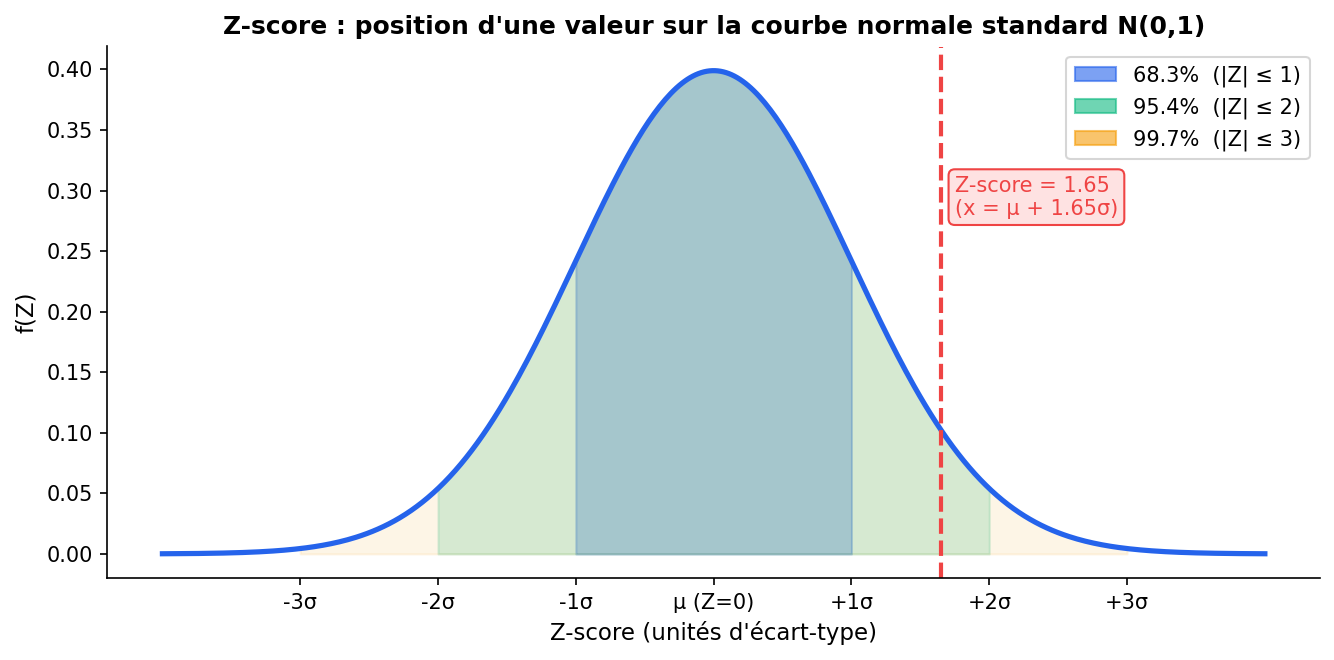 Z-score : position d'une valeur sur la courbe normale standard N(0,1)
68.3%  (|Z| ≤ 1)
95.4%  (|Z| ≤ 2)
99.7%  (|Z| ≤ 3)
Z-score = 1.65
(x = μ + 1.65σ)
f(Z)
0.40
0.35
0.30
0.25
0.20
0.15
0.10
0.05
0.00
-3σ -2σ -1σ μ (Z=0) +1σ +2σ +3σ
Z-score (unités d'écart-type)